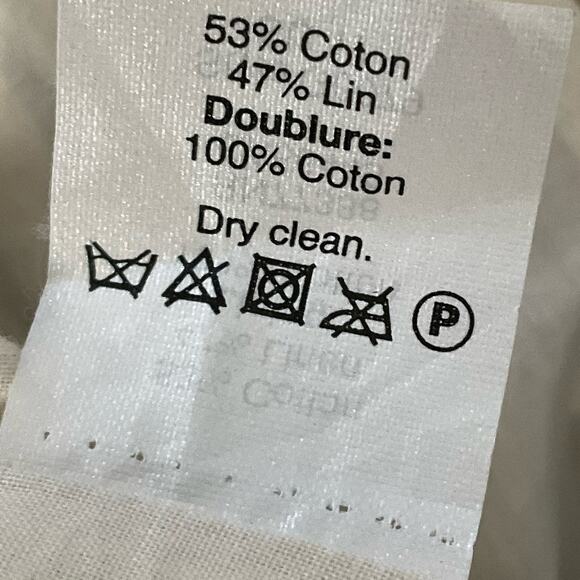 53% Coton
47% Lin
Doublure:
100% Coton
Dry clean.
P